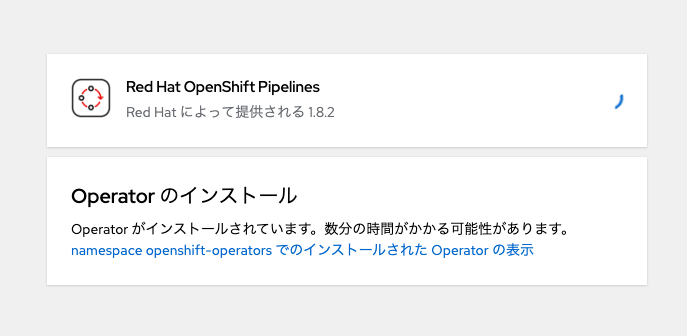 Red Hat OpenShift Pipelines
Red Hat によって提供される 1.8.2
Operator のインストール
Operator がインストールされています。数分の時間がかかる可能性があります。
namespace openshift-operators でのインストールされた Operator の表示